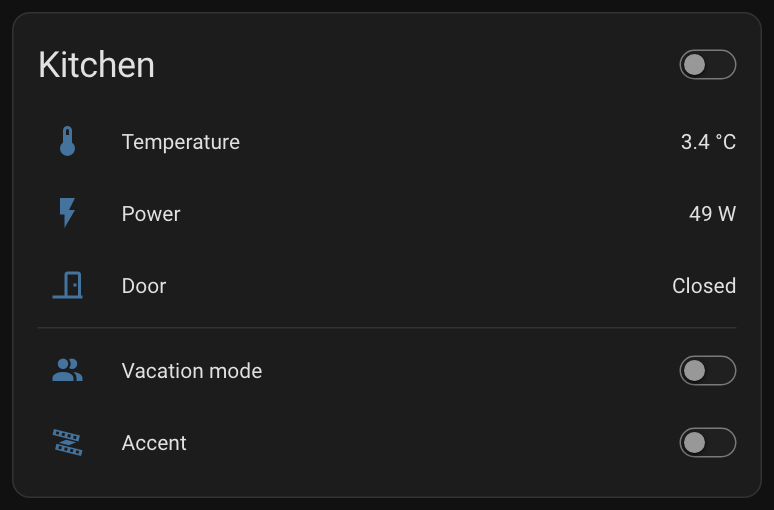 Kitchen
Temperature 3.4 °C
Power 49 W
Door Closed
Vacation mode
Accent